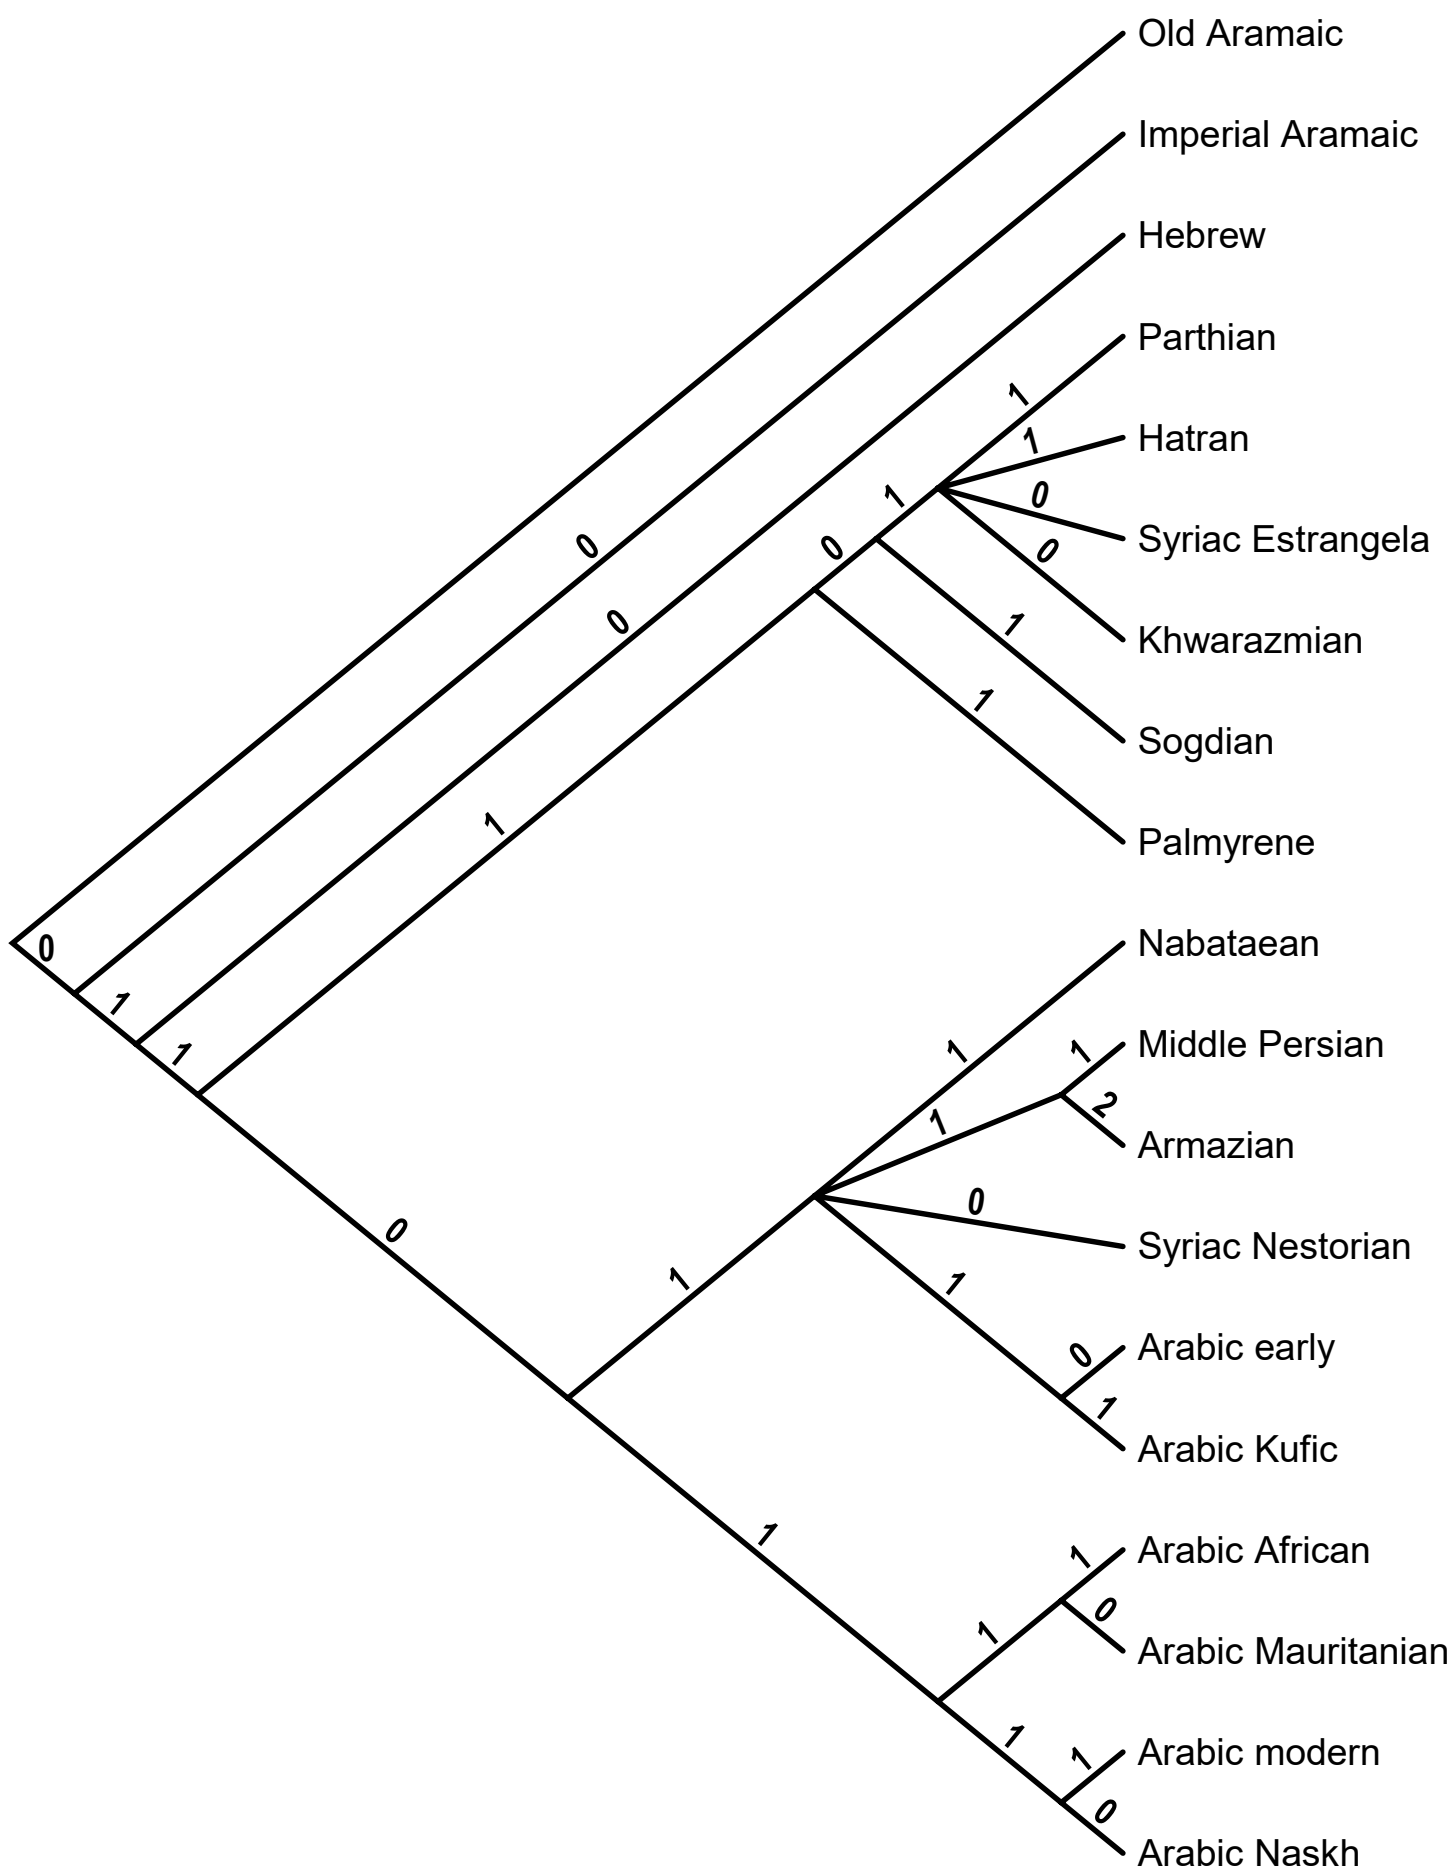 Old Aramaic
Imperial Aramaic
Hebrew
Parthian
1
Hatran
1
1
0
Syriac Estrangela
0
0
0
0
1
Khwarazmian
1
Sogdian
1
Palmyrene
0
Nabataean
1
1
1
1
Middle Persian
2
1
Armazian
0
0
Syriac Nestorian
1
1
0
Arabic early
1
Arabic Kufic
1
1
Arabic African
0
1
Arabic Mauritanian
1
1
Arabic modern
0
Arabic Naskh